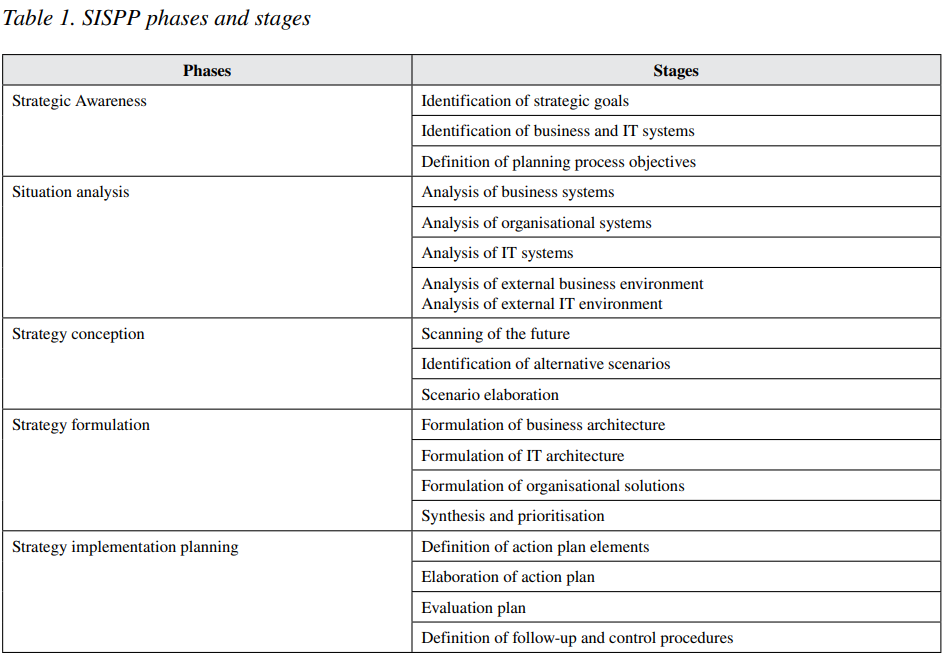 Table 1. SISPP phases and stages
Phases Stages
Strategic Awareness Identification of strategic goals
Identification of business and IT systems
Definition of planning process objectives
Situation analysis Analysis of business systems
Analysis of organisational systems
Analysis of IT systems
Analysis of external business environment
Analysis of external IT environment
Strategy conception Scanning of the future
Identification of alternative scenarios
Scenario elaboration
Strategy formulation Formulation of business architecture
Formulation of IT architecture
Formulation of organisational solutions
Synthesis and prioritisation
Strategy implementation planning Definition of action plan elements
Elaboration of action plan
Evaluation plan
Definition of follow-up and control procedures